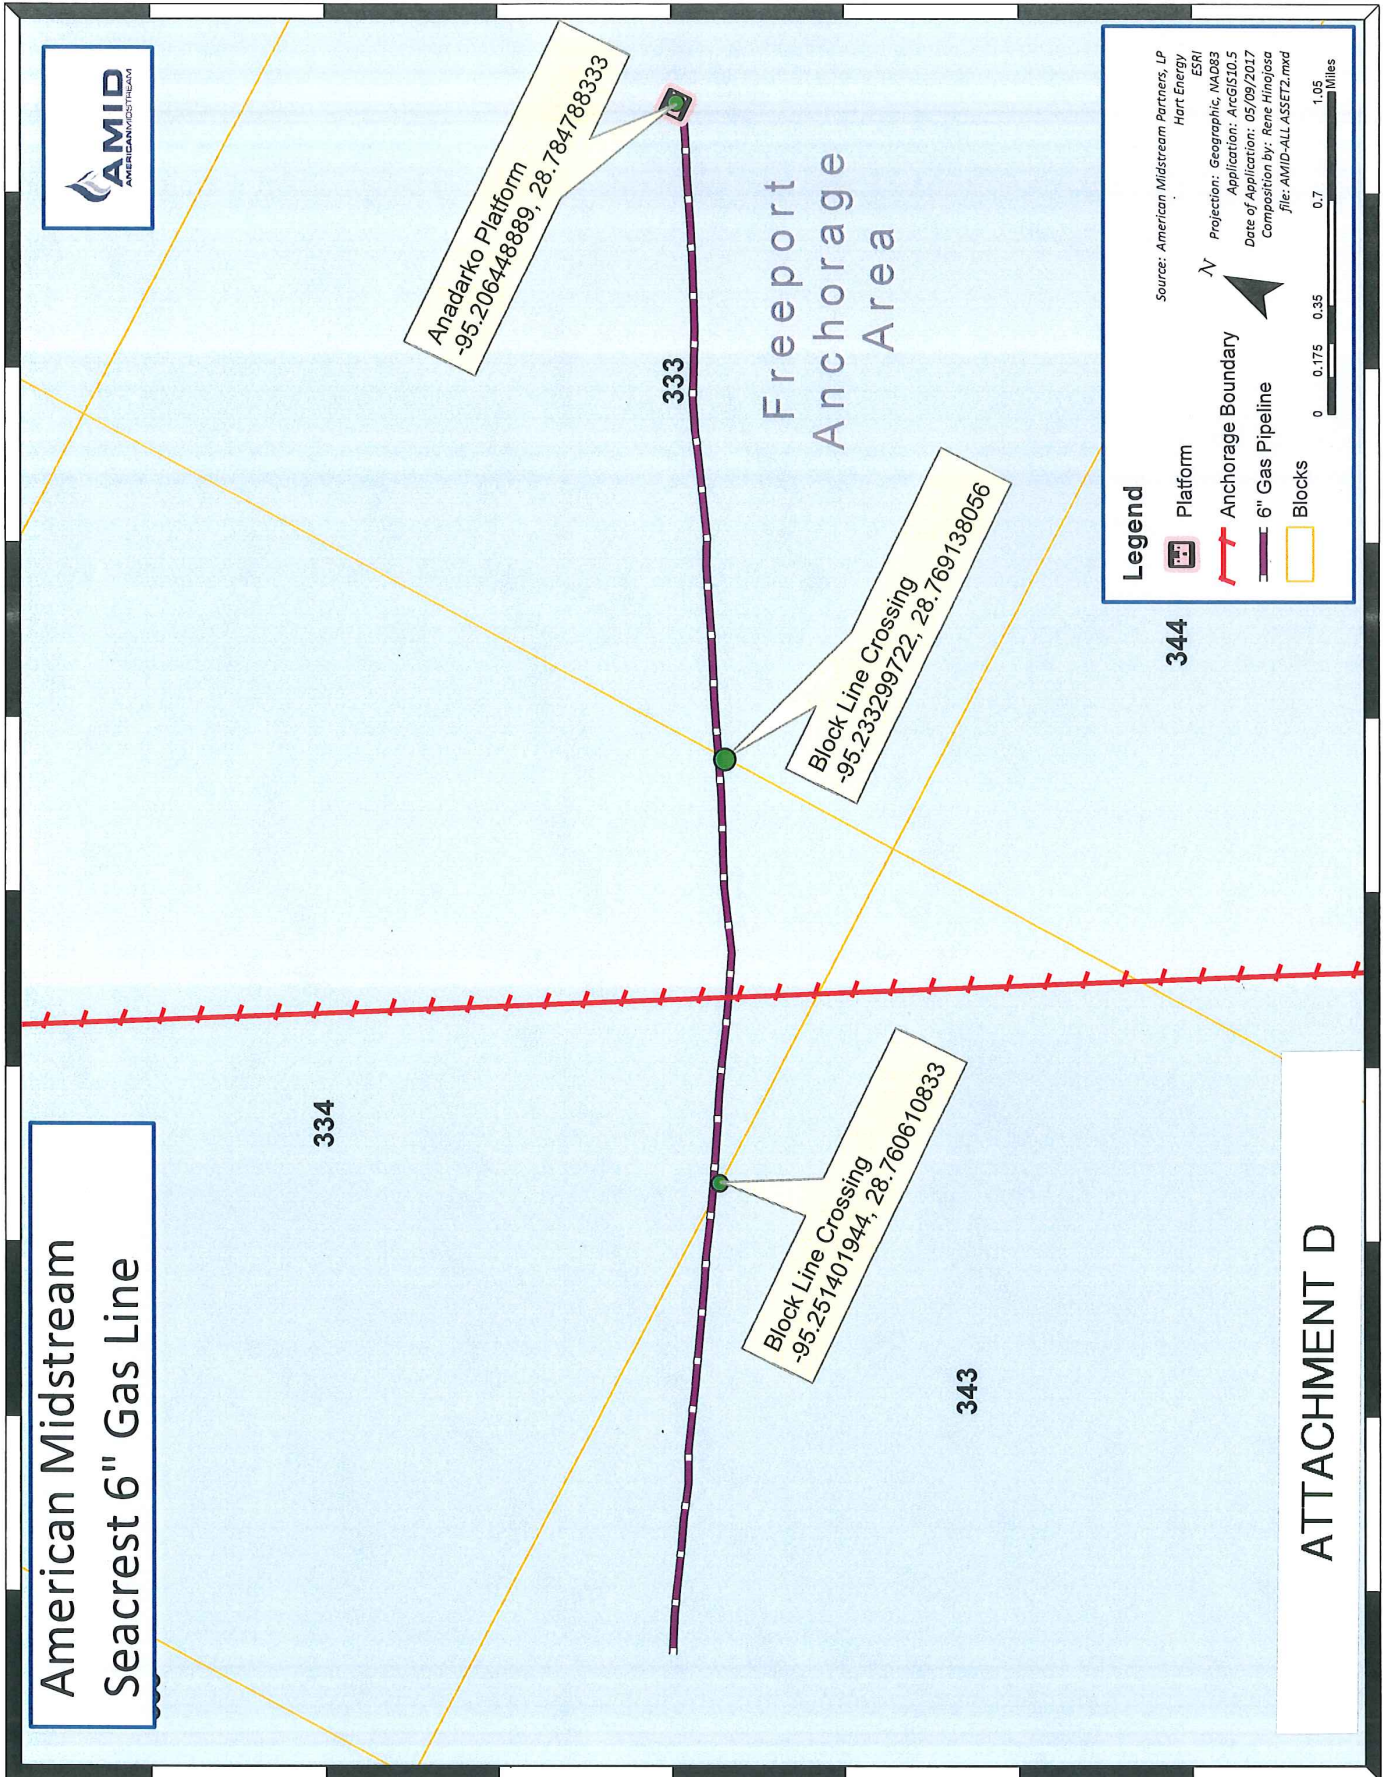 American Midstream
Seacrest 6" Gas Line
AMID
AMERICANMIDSTREAM
334
Anadarko Platform
-95.206448889, 28.784788333
333
Freeport
Anchorage
Area
Block Line Crossing
-95.233299722, 28.769138056
Block Line Crossing
-95.251401944, 28.760610833
343
344
ATTACHMENT D
Legend
Platform
Anchorage Boundary
6" Gas Pipeline
Blocks
Source: American Midstream Partners, LP
Hart Energy
ESRI
N
Projection: Geographic, NAD83
Application: ArcGIS10.5
Date of Application: 05/09/2017
Composition by: Rene Hinojosa
file: AMID-ALL ASSET2.mxd
0 0.175 0.35 0.7 1.05
Miles